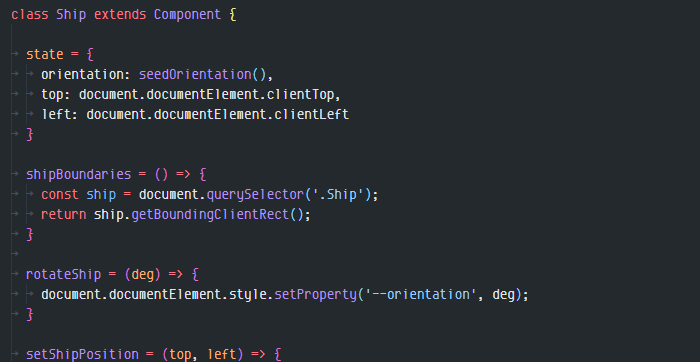 class Ship extends Component {
state = {
orientation: seedOrientation(),
top: document.documentElement.clientTop,
left: document.documentElement.clientLeft
}
shipBoundaries = () => {
const ship = document.querySelector('.Ship');
return ship.getBoundingClientRect();
}
rotateShip = (deg) => {
document.documentElement.style.setProperty('--orientation', deg);
}
setShipPosition = (top, left) => {